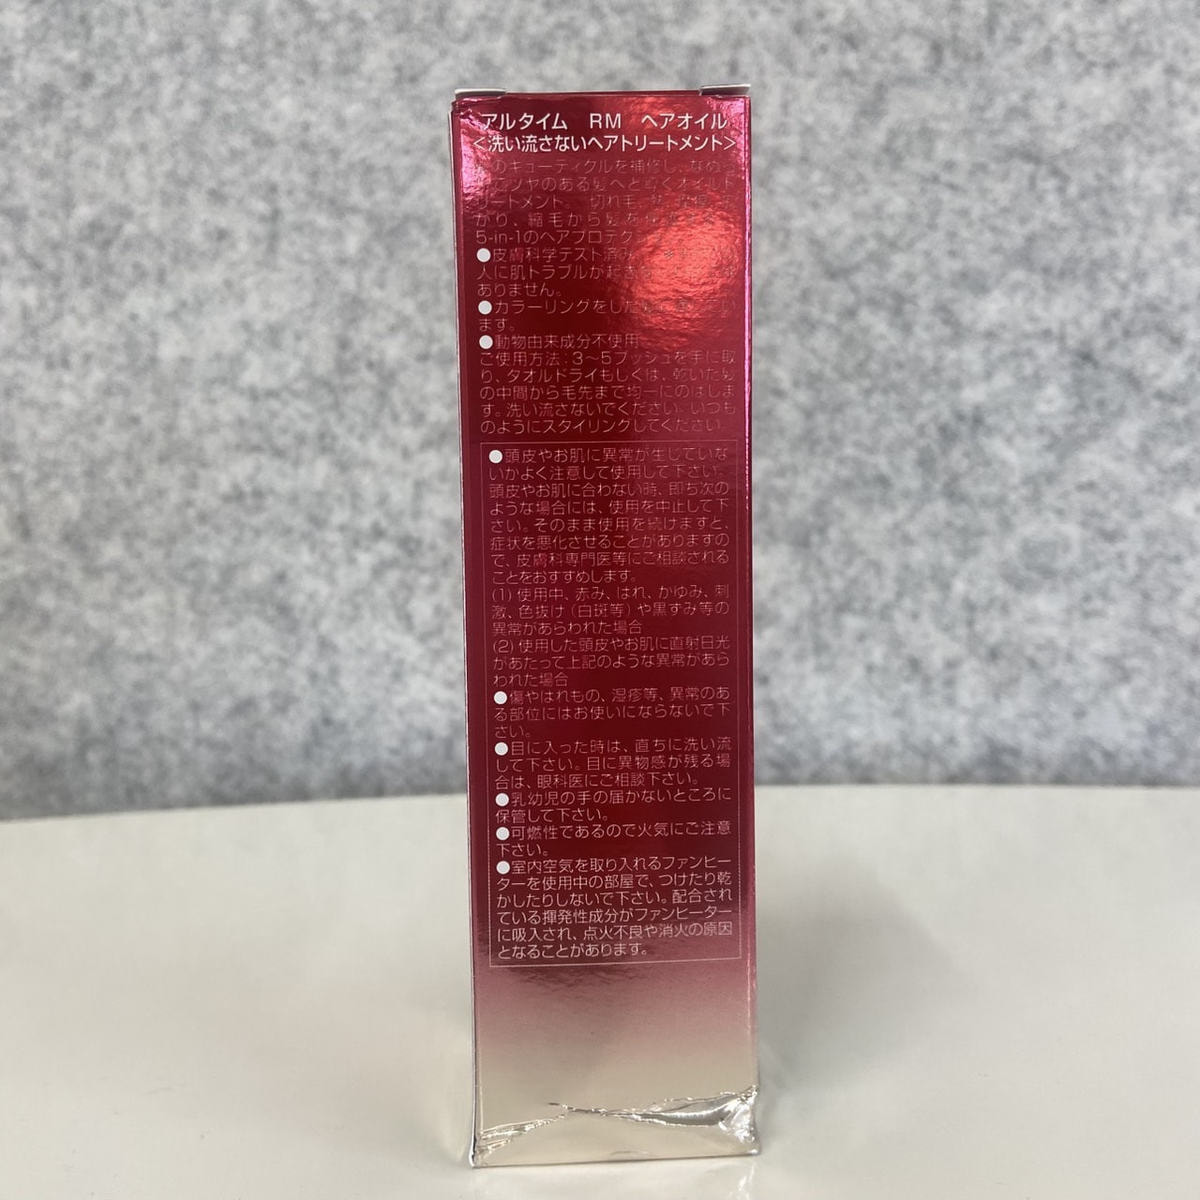 アルタイム RM ヘアオイル
<洗い流さないヘアトリートメント>
のキューティクルを補修し、なめ
ツヤのある髪へと導くオイルト
リートメント。 切れ毛、
がり、縮毛から髪を
5-in-1のヘアプロテク
●皮膚科学テスト済み
人に肌トラブルが起き
ありません。
●カラーリングをした
ます。
●動物由来成分不使用
ご使用方法：3〜5プッシュを手に取
り、タオルドライもしくは、乾いた髪
の中間から毛先まで均一にのばしま
す。洗い流さないでください。いつも
のようにスタイリングしてください。
●頭皮やお肌に異常が生じていな
いかよく注意して使用して下さい。
頭皮やお肌に合わない時、即ち次の
ような場合には、使用を中止して下
さい。そのまま使用を続けますと、
症状を悪化させることがありますの
で、皮膚科専門医等にご相談される
ことをおすすめします。
(1) 使用中、赤み、はれ、かゆみ、刺
激、色抜け（白斑等）や黒ずみ等の
異常があらわれた場合
(2) 使用した頭皮やお肌に直射日光
があたって上記のような異常があら
われた場合
●傷やはれもの、湿疹等、異常のあ
る部位にはお使いにならないで下
さい。
●目に入った時は、直ちに洗い流
して下さい。目に異物感が残る場
合は、眼科医にご相談下さい。
●乳幼児の手の届かないところに
保管して下さい。
●可燃性であるので火気にご注意
下さい。
●室内空気を取り入れるファンヒー
ターを使用中の部屋で、つけたり乾
かしたりしないで下さい。配合され
ている揮発性成分がファンヒーター
に吸入され、点火不良や消火の原因
となることがあります。